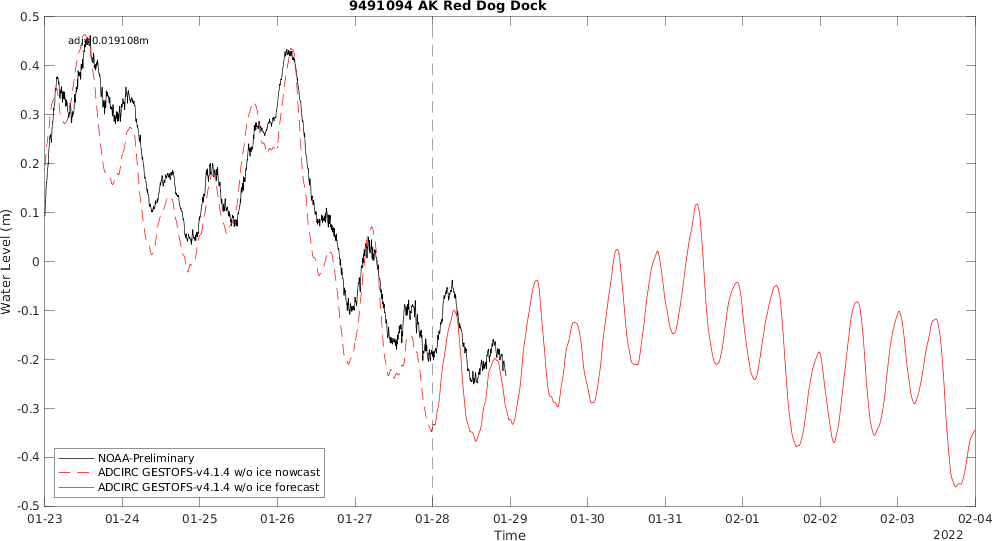 9491094 AK Red Dog Dock
0.5
0.4
0.3
0.2
0.1
0
-0.1
-0.2
-0.3
-0.4
-0.5
Water Level (m)
NOAA-Preliminary
ADCIRC GESTOFS-v4.1.4 w/o ice nowcast
ADCIRC GESTOFS-v4.1.4 w/o ice forecast
01-23 01-24 01-25 01-26 01-27 01-28 01-29 01-30 01-31 02-01 02-02 02-03 02-04
Time
2022